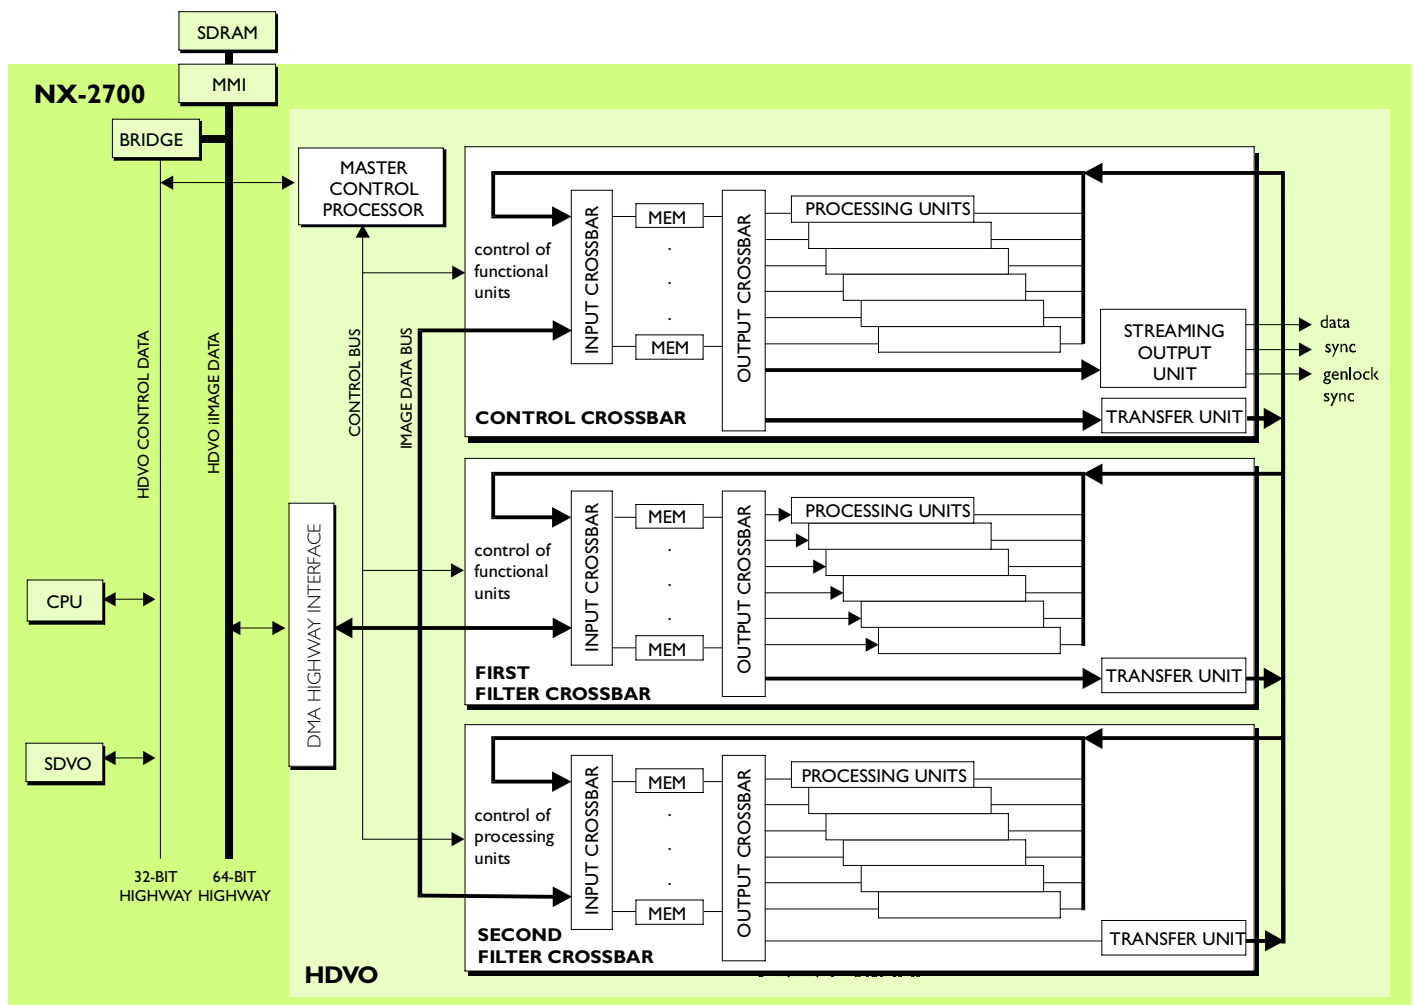 SDRAM
NX-2700
MMI
BRIDGE
MASTER
CONTROL
PROCESSOR
HDVO CONTROL DATA
HDVO iIMAGE DATA
CONTROL BUS
IMAGE DATA BUS
CPU
SDVO
32-BIT
HIGHWAY
64-BIT
HIGHWAY
DMA HIGHWAY INTERFACE
control of
functional
units
INPUT CROSSBAR
MEM
MEM
OUTPUT CROSSBAR
PROCESSING UNITS
STREAMING
OUTPUT
UNIT
data
sync
genlock
sync
TRANSFER UNIT
CONTROL CROSSBAR
control of
functional
units
INPUT CROSSBAR
MEM
MEM
OUTPUT CROSSBAR
PROCESSING UNITS
TRANSFER UNIT
FIRST
FILTER CROSSBAR
control of
processing
units
INPUT CROSSBAR
MEM
MEM
OUTPUT CROSSBAR
PROCESSING UNITS
TRANSFER UNIT
SECOND
FILTER CROSSBAR
HDVO